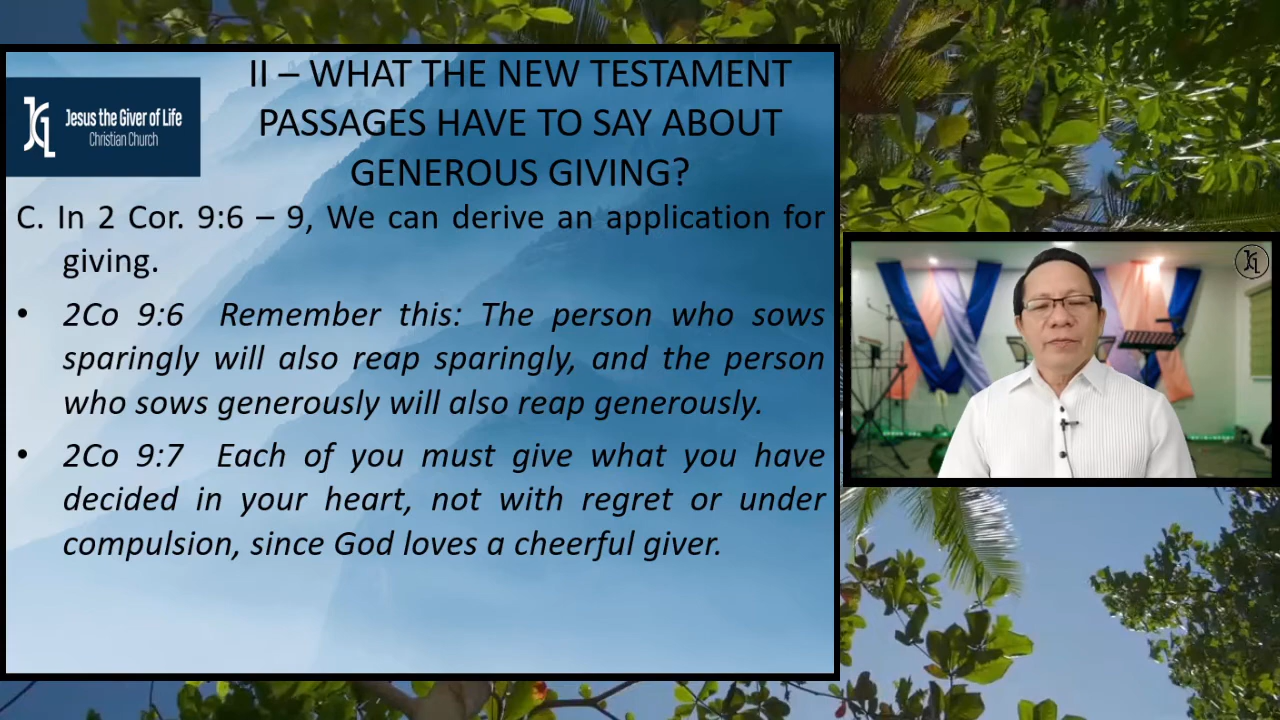 II – WHAT THE NEW TESTAMENT
PASSAGES HAVE TO SAY ABOUT
GENEROUS GIVING?
JGL
Jesus the Giver of Life
Christian Church
C. In 2 Cor. 9:6 – 9, We can derive an application for
giving.
• 2Co 9:6 Remember this: The person who sows
sparingly will also reap sparingly, and the person
who sows generously will also reap generously.
• 2Co 9:7 Each of you must give what you have
decided in your heart, not with regret or under
compulsion, since God loves a cheerful giver.
JGL